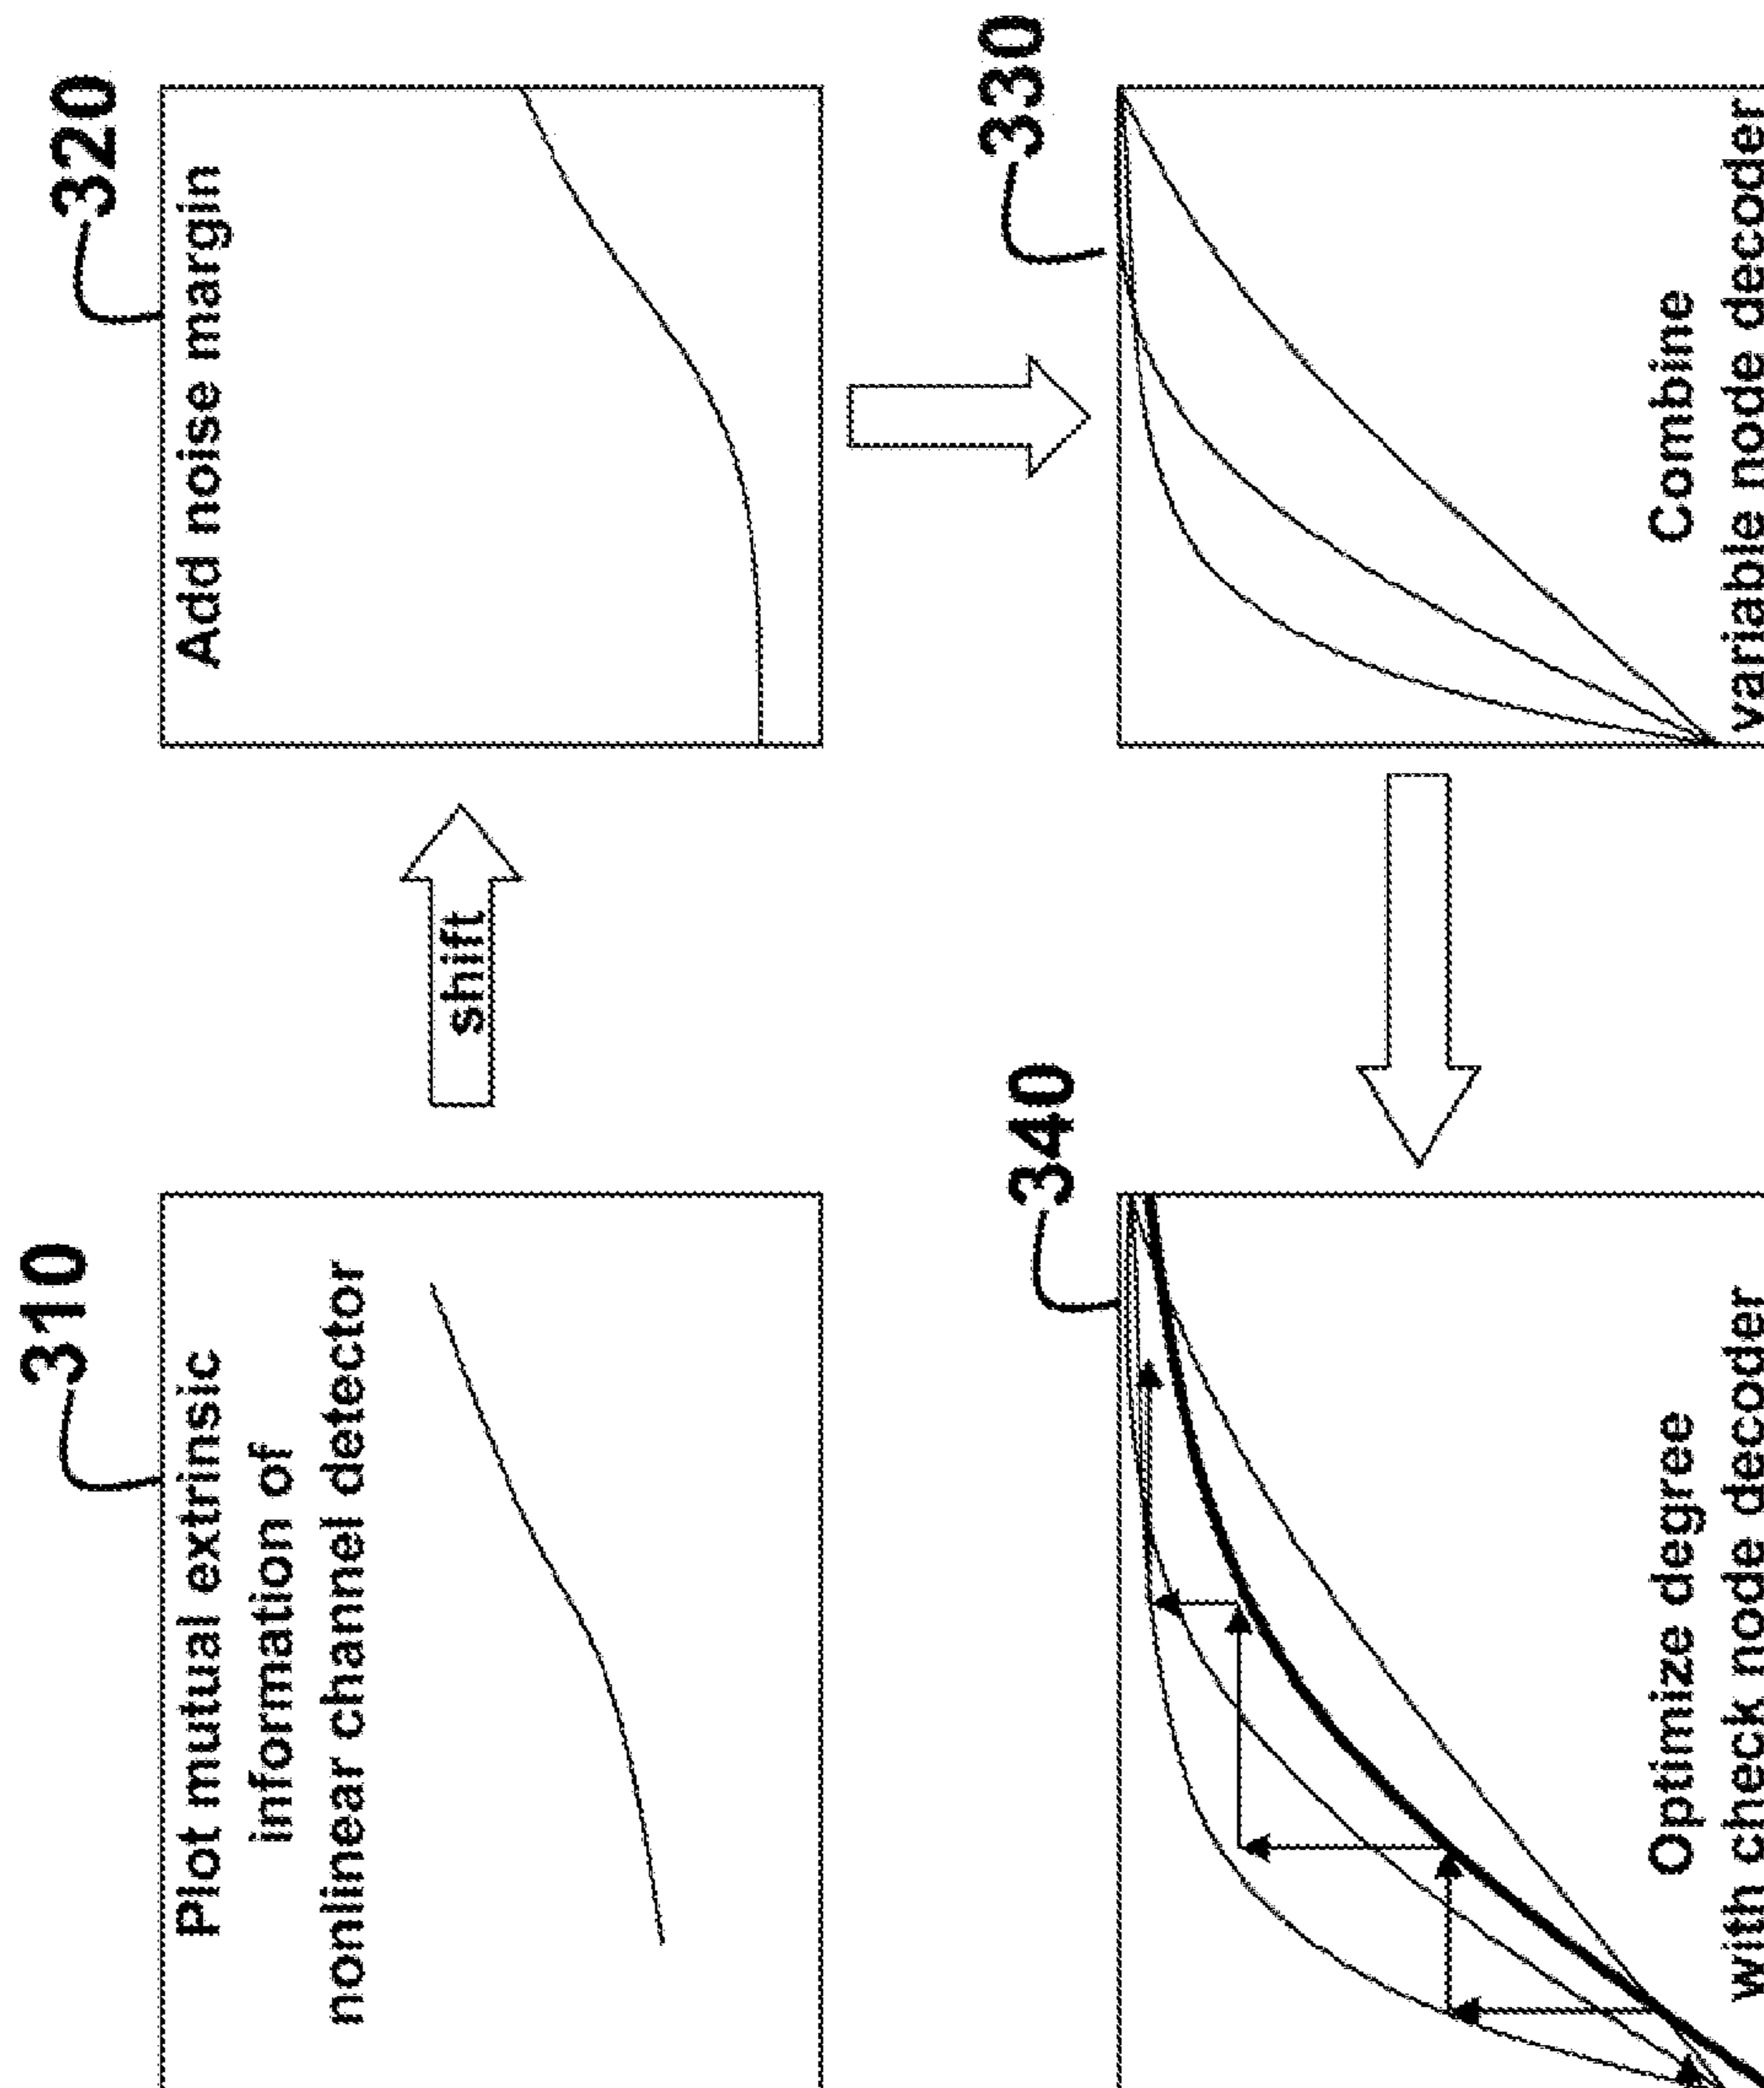 310
Plot mutual extrinsic
information of
nonlinear channel detector
shift
320
Add noise margin
330
Combine
variable node decoder
340
Optimize degree
with check node decoder